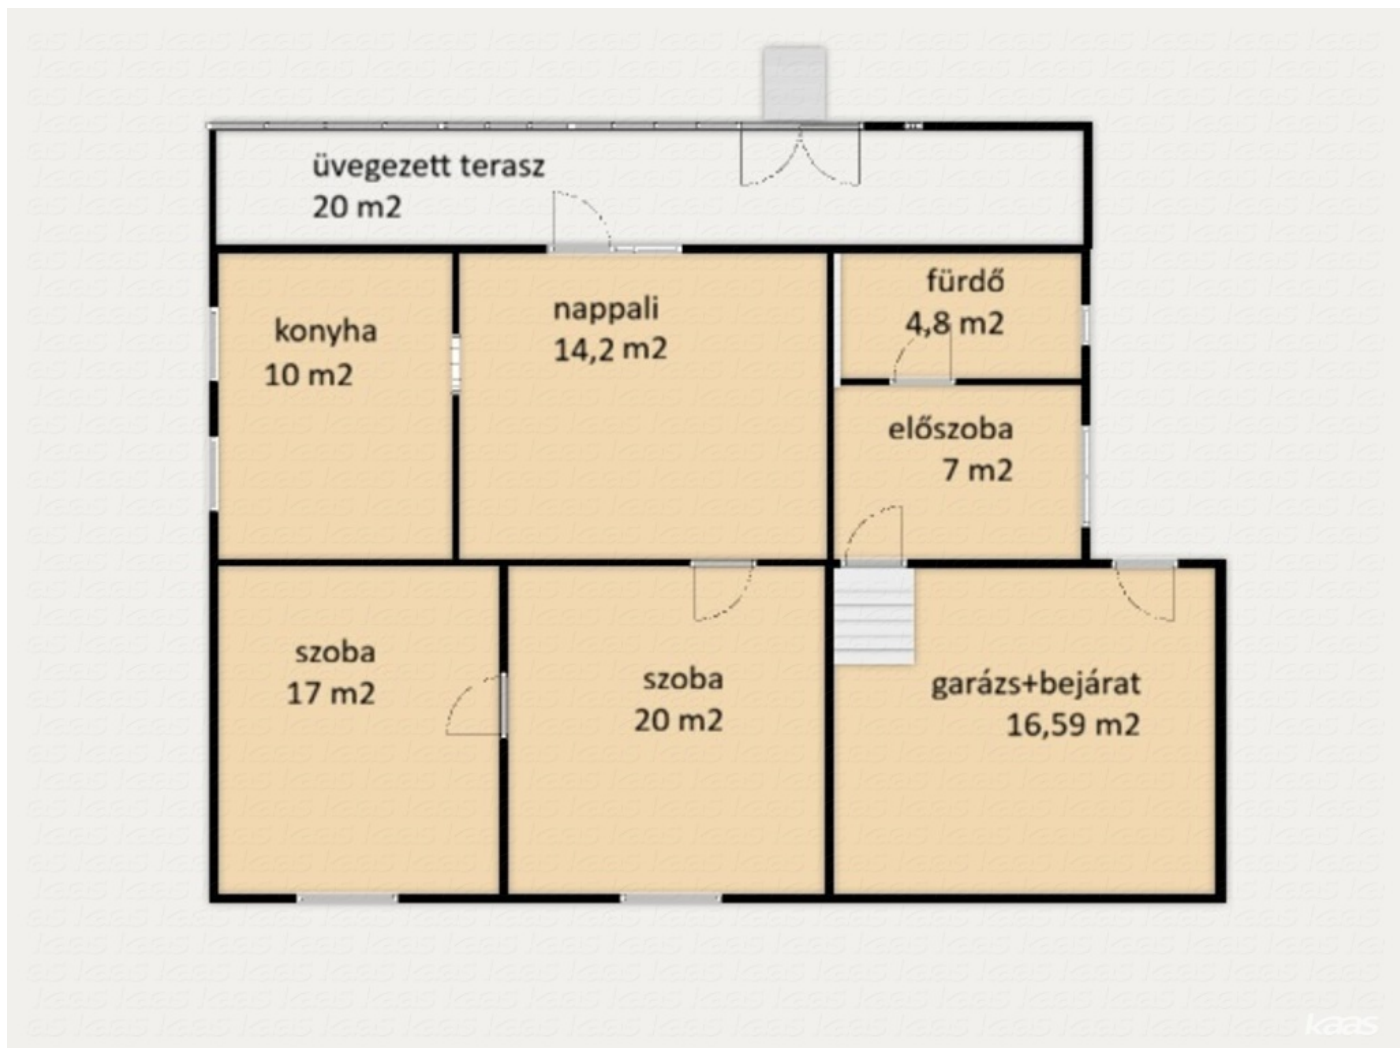 üvegezett terasz
20 m2
konyha
10 m2
nappali
14,2 m2
fürdő
4,8 m2
előszoba
7 m2
szoba
17 m2
szoba
20 m2
garázs+bejárat
16,59 m2
kaas